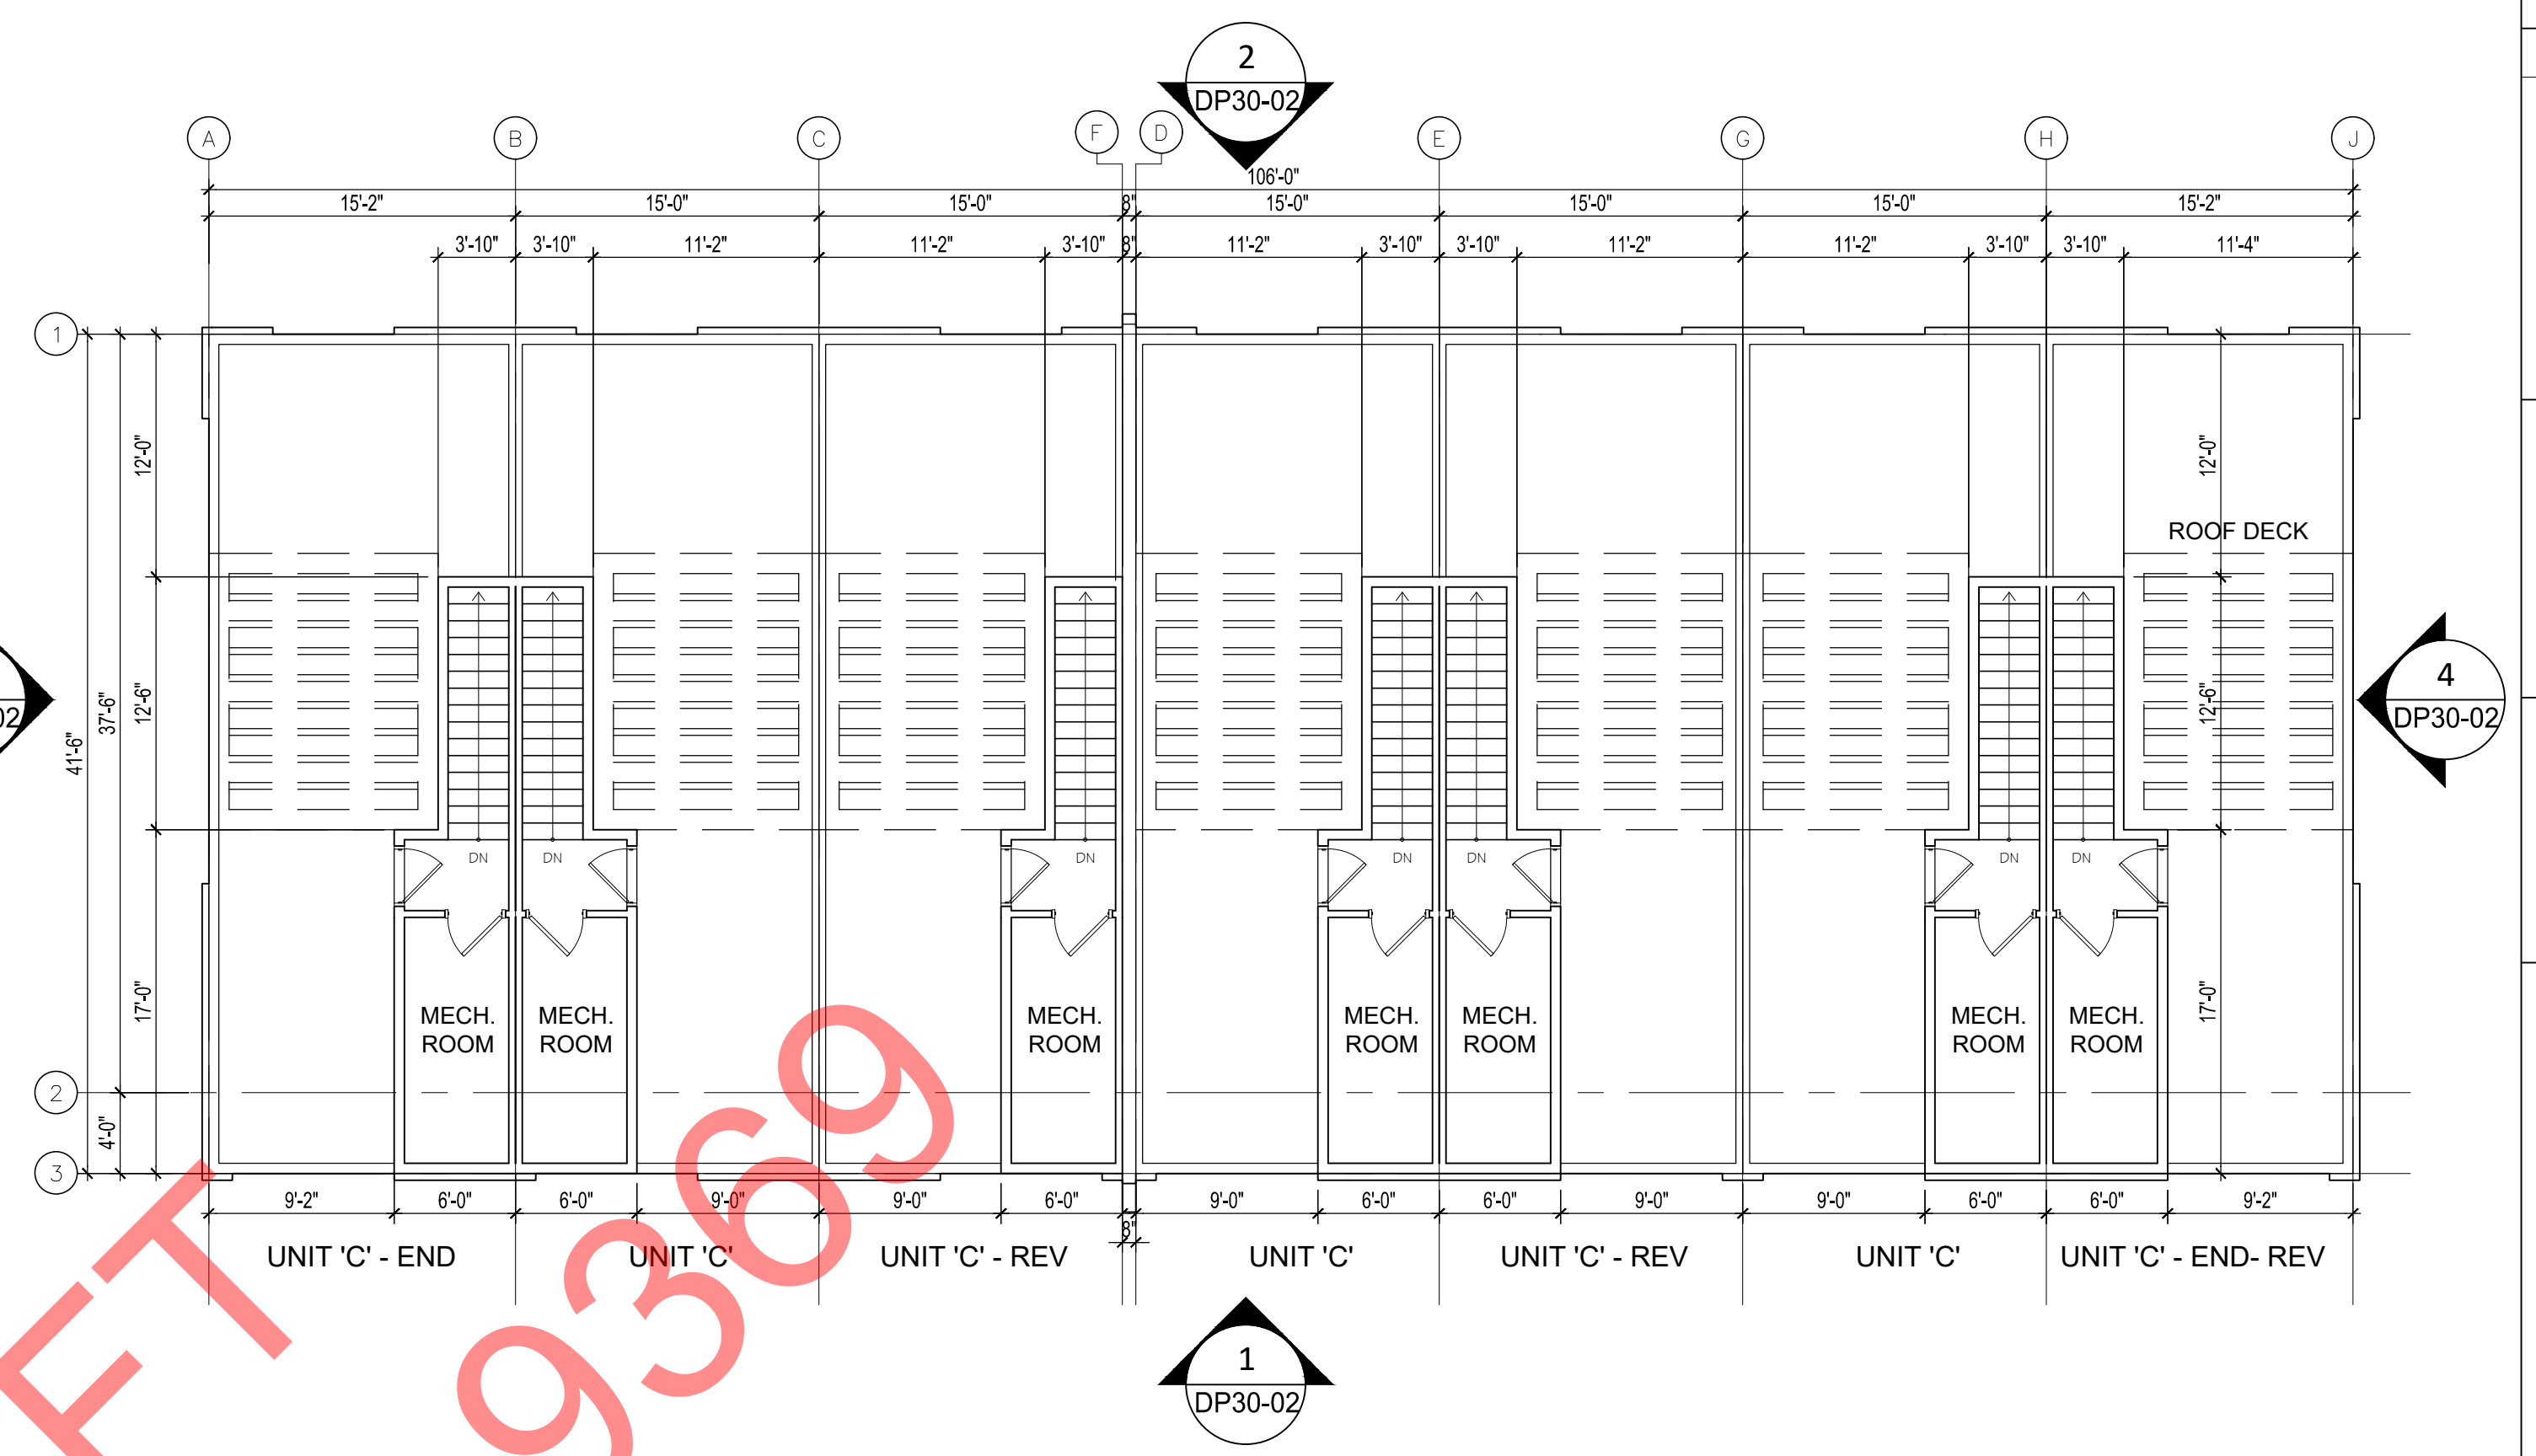 2
DP30-02
A B C F D E G H J
106'-0"
15'-2" 15'-0" 15'-0" 8" 15'-0" 15'-0" 15'-0" 15'-2"
3'-10" 3'-10" 11'-2" 11'-2" 3'-10" 8" 11'-2" 3'-10" 3'-10" 11'-2" 11'-2" 3'-10" 3'-10" 11'-4"
1
12'-0" 12'-0"
ROOF DECK
41'-6" 37'-6" 12'-6" 12'-6"
02
4
DP30-02
DN DN DN DN DN DN DN
17'-0" 17'-0"
MECH. MECH. MECH. MECH. MECH. MECH. MECH.
ROOM ROOM ROOM ROOM ROOM ROOM ROOM
2
4'-0"
3
9'-2" 6'-0" 6'-0" 9'-0" 9'-0" 6'-0" 8" 9'-0" 6'-0" 6'-0" 9'-0" 9'-0" 6'-0" 6'-0" 9'-2"
UNIT 'C' - END UNIT 'C' UNIT 'C' - REV UNIT 'C' UNIT 'C' - REV UNIT 'C' UNIT 'C' - END- REV
1
DP30-02
FT
9369